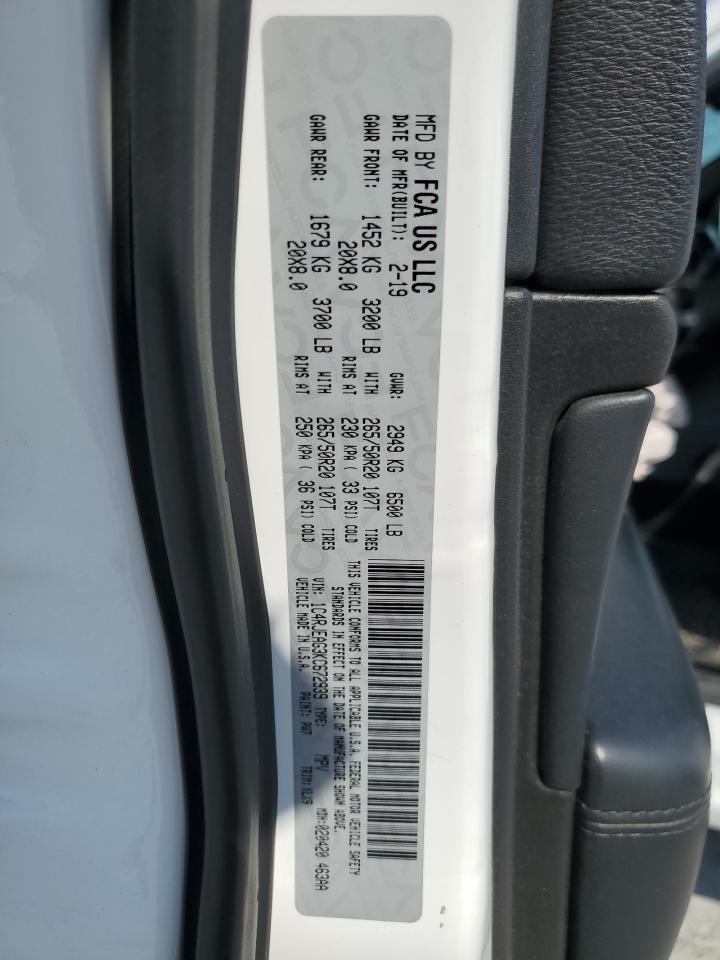 MFD BY FCA US LLC
DATE OF MFR(BUILT): 2-19 GVWR: 2949 KG 6500 LB
GAWR FRONT: 1452 KG 3200 LB WITH 265/50R20 107T TIRES
20X8.0 RIMS AT 230 KPA ( 33 PSI) COLD
GAWR REAR: 1679 KG 3700 LB WITH 265/50R20 107T TIRES
20X8.0 RIMS AT 250 KPA ( 36 PSI) COLD
THIS VEHICLE CONFORMS TO ALL APPLICABLE U.S.A. FEDERAL MOTOR VEHICLE SAFETY
STANDARDS IN EFFECT ON THE DATE OF MANUFACTURE SHOWN ABOVE.
VIN: 1C4RJEAG3KC672939 TYPE: MPV MDH:020420 463AA
VEHICLE MADE IN U.S.A. PAINT: PW7 TRIM:KLX9